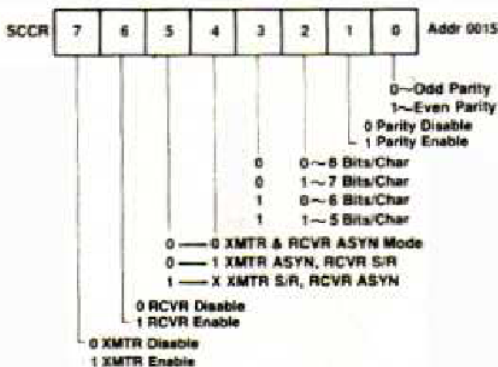 SCCR 7 6 5 4 3 2 1 0 Addr 0015
0~Odd Parity
1~Even Parity
0 Parity Disable
1 Parity Enable
0 0~8 Bits/Char
0 1~7 Bits/Char
1 0~6 Bits/Char
1 1~5 Bits/Char
0 — 0 XMTR & RCVR ASYN Mode
0 — 1 XMTR ASYN, RCVR S/R
1 — X XMTR S/R, RCVR ASYN
0 RCVR Disable
1 RCVR Enable
0 XMTR Disable
1 XMTR Enable